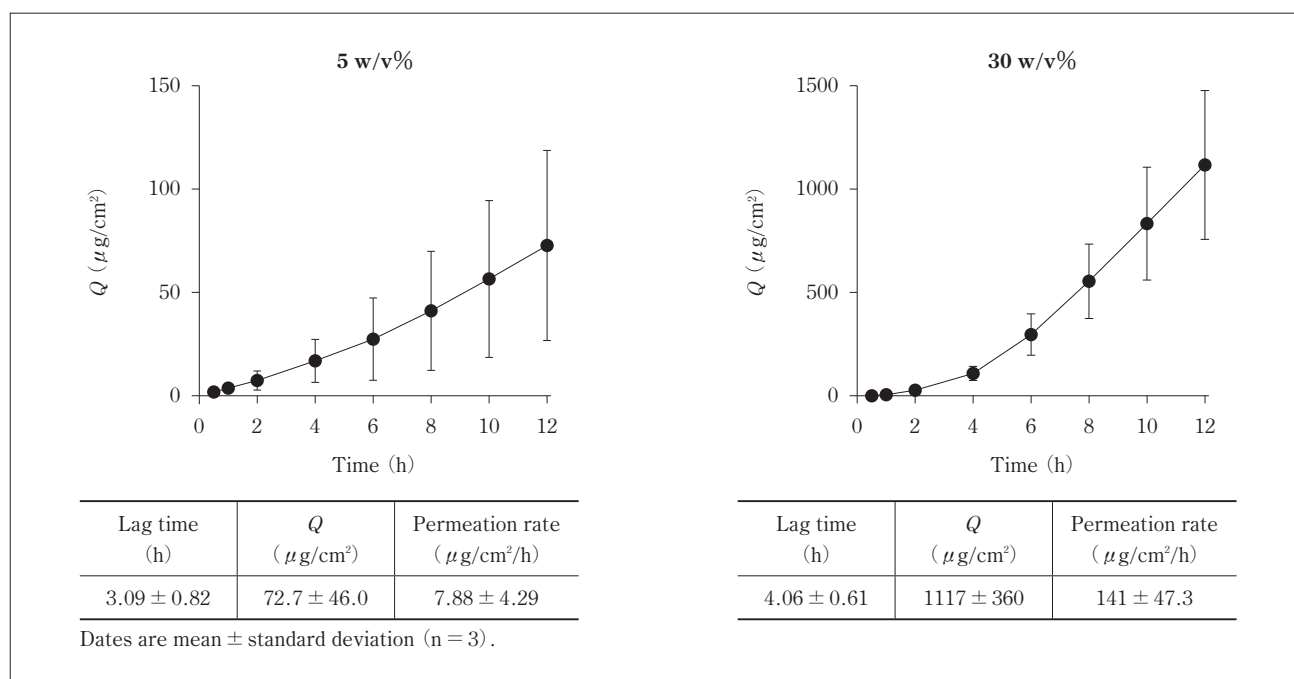 5 w/v%
150
100
50
0
Q (μg/cm²)
0 2 4 6 8 10 12
Time (h)
Lag time (h) Q (μg/cm²) Permeation rate (μg/cm²/h)
3.09 ± 0.82 72.7 ± 46.0 7.88 ± 4.29
Dates are mean ± standard deviation (n = 3).
30 w/v%
1500
1000
500
0
Q (μg/cm²)
0 2 4 6 8 10 12
Time (h)
Lag time (h) Q (μg/cm²) Permeation rate (μg/cm²/h)
4.06 ± 0.61 1117 ± 360 141 ± 47.3